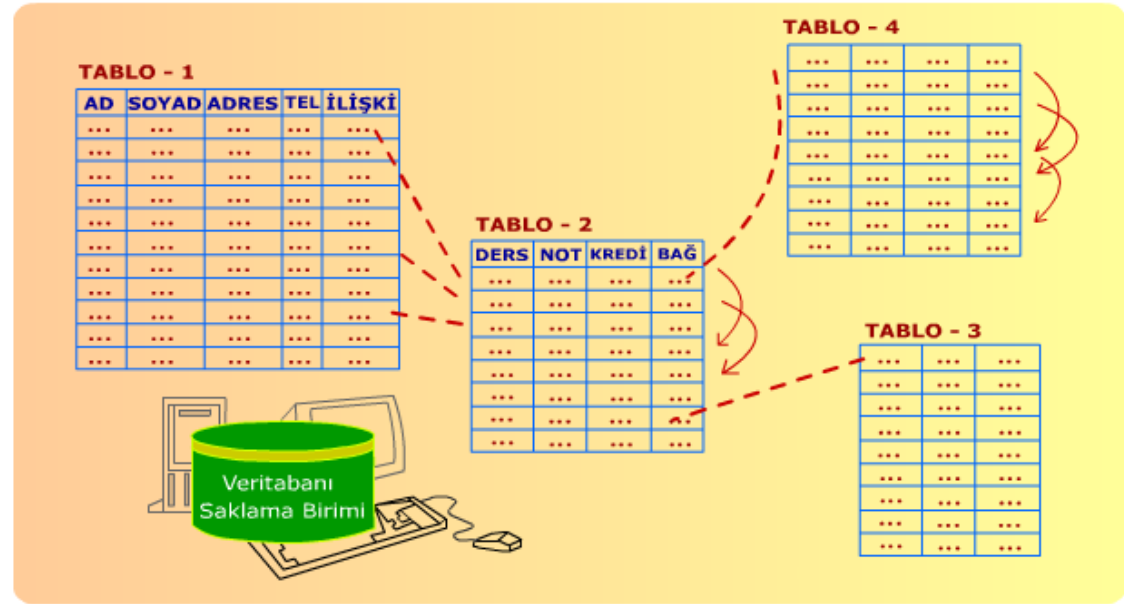 TABLO - 1
AD SOYAD ADRES TEL İLİŞKİ
... ... ... ... ...
... ... ... ... ...
... ... ... ... ...
... ... ... ... ...
... ... ... ... ...
... ... ... ... ...
... ... ... ... ...
... ... ... ... ...
... ... ... ... ...
... ... ... ... ...
... ... ... ... ...
TABLO - 2
DERS NOT KREDİ BAĞ
... ... ... ...
... ... ... ...
... ... ... ...
... ... ... ...
... ... ... ...
... ... ... ...
... ... ... ...
... ... ... ...
TABLO - 4
... ... ... ...
... ... ... ...
... ... ... ...
... ... ... ...
... ... ... ...
... ... ... ...
... ... ... ...
... ... ... ...
... ... ... ...
TABLO - 3
... ... ...
... ... ...
... ... ...
... ... ...
... ... ...
... ... ...
... ... ...
... ... ...
... ... ...
Veritabanı
Saklama Birimi